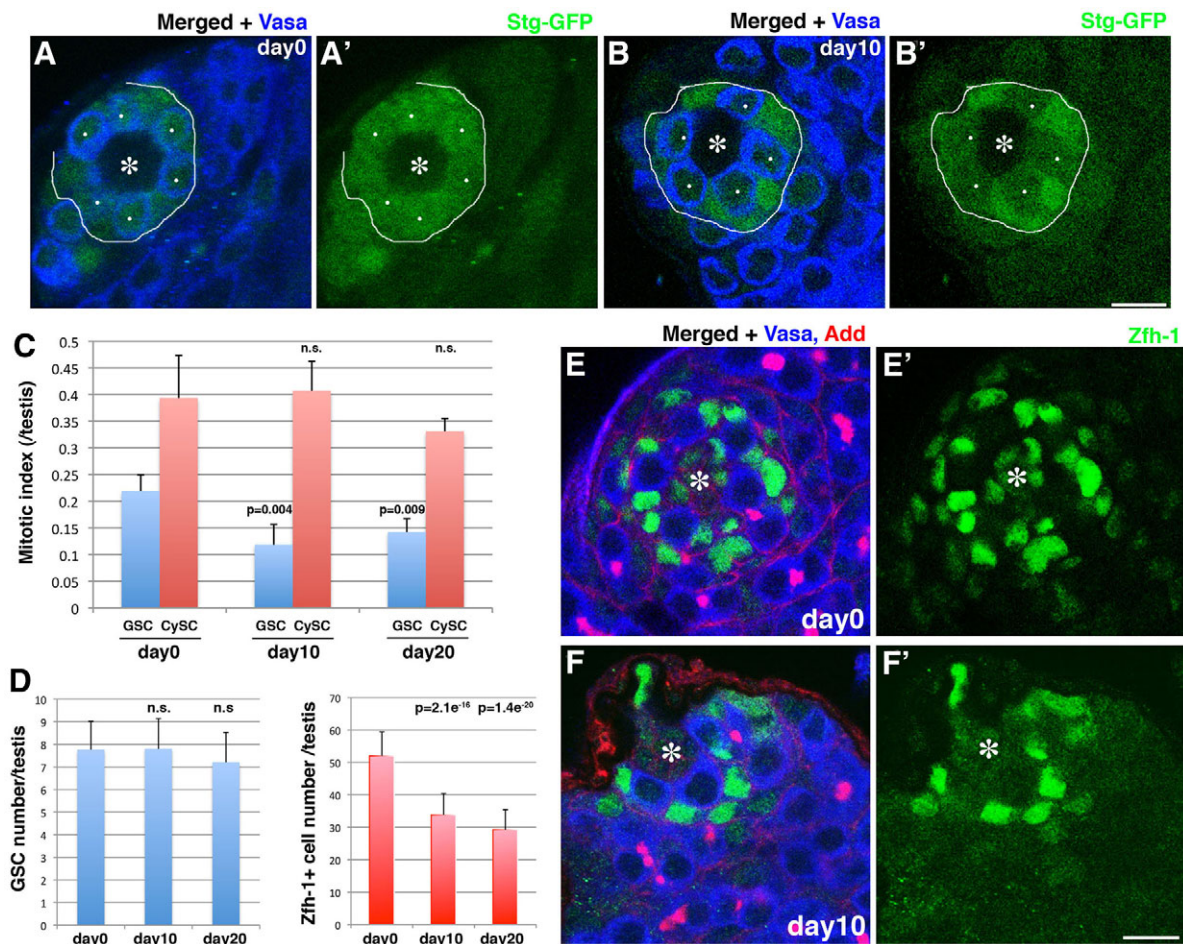 Merged + Vasa
Stg-GFP
Merged + Vasa
Stg-GFP
A
day0
A’
B
day10
B’
*
*
*
*
C
Mitotic index (/testis)
0.5
0.45
0.4
0.35
0.3
0.25
0.2
0.15
0.1
0.05
0
n.s.
n.s.
p=0.004
p=0.009
GSC CySC
GSC CySC
GSC CySC
day0
day10
day20
D
GSC number/testis
10
9
8
7
6
5
4
3
2
1
0
n.s.
n.s
day0
day10
day20
Zfh-1+ cell number /testis
70
60
50
40
30
20
10
0
p=2.1e-16
p=1.4e-20
day0
day10
day20
Merged + Vasa, Add
Zfh-1
E
*
day0
E’
*
F
*
day10
F’
*